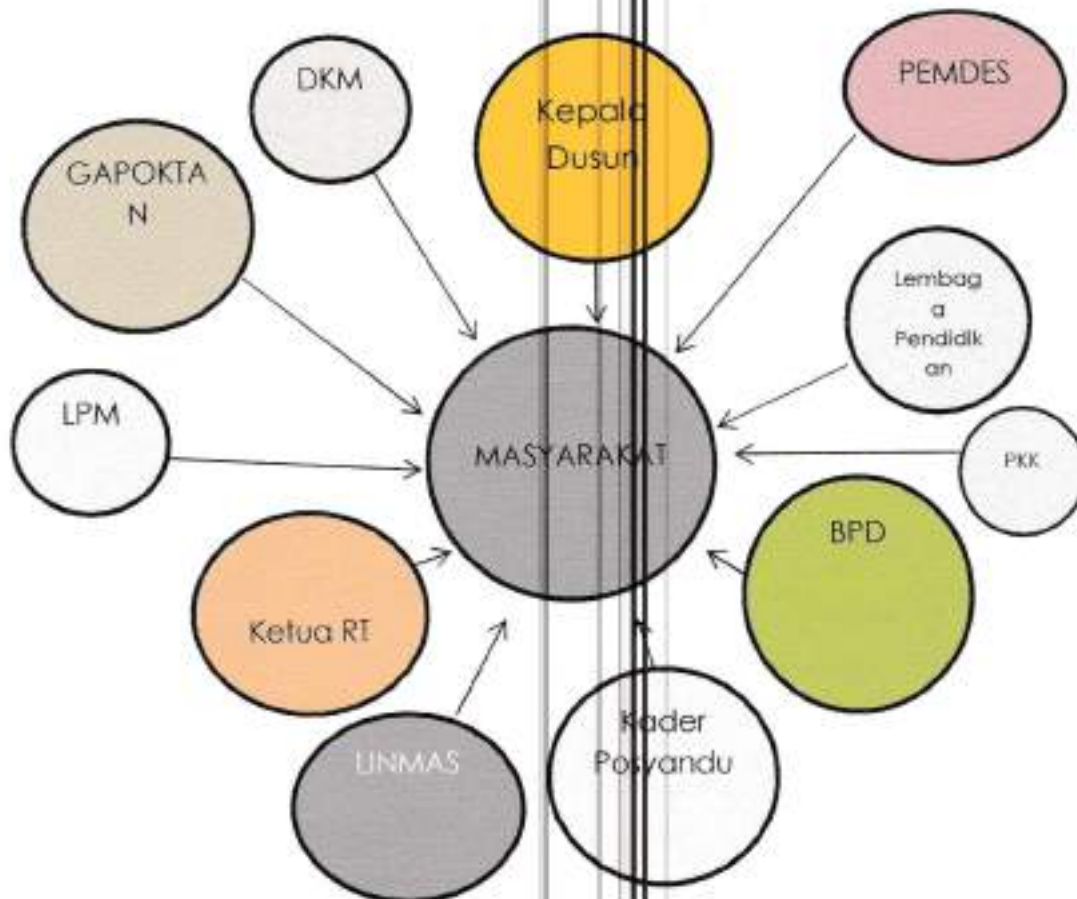 DKM
Kepala
Dusun
PEMDES
GAPOKTA
N
Lembag
a
Pendidik
an
LPM
MASYARAKAT
PKK
BPD
Ketua RT
LINMAS
Kader
Posyandu